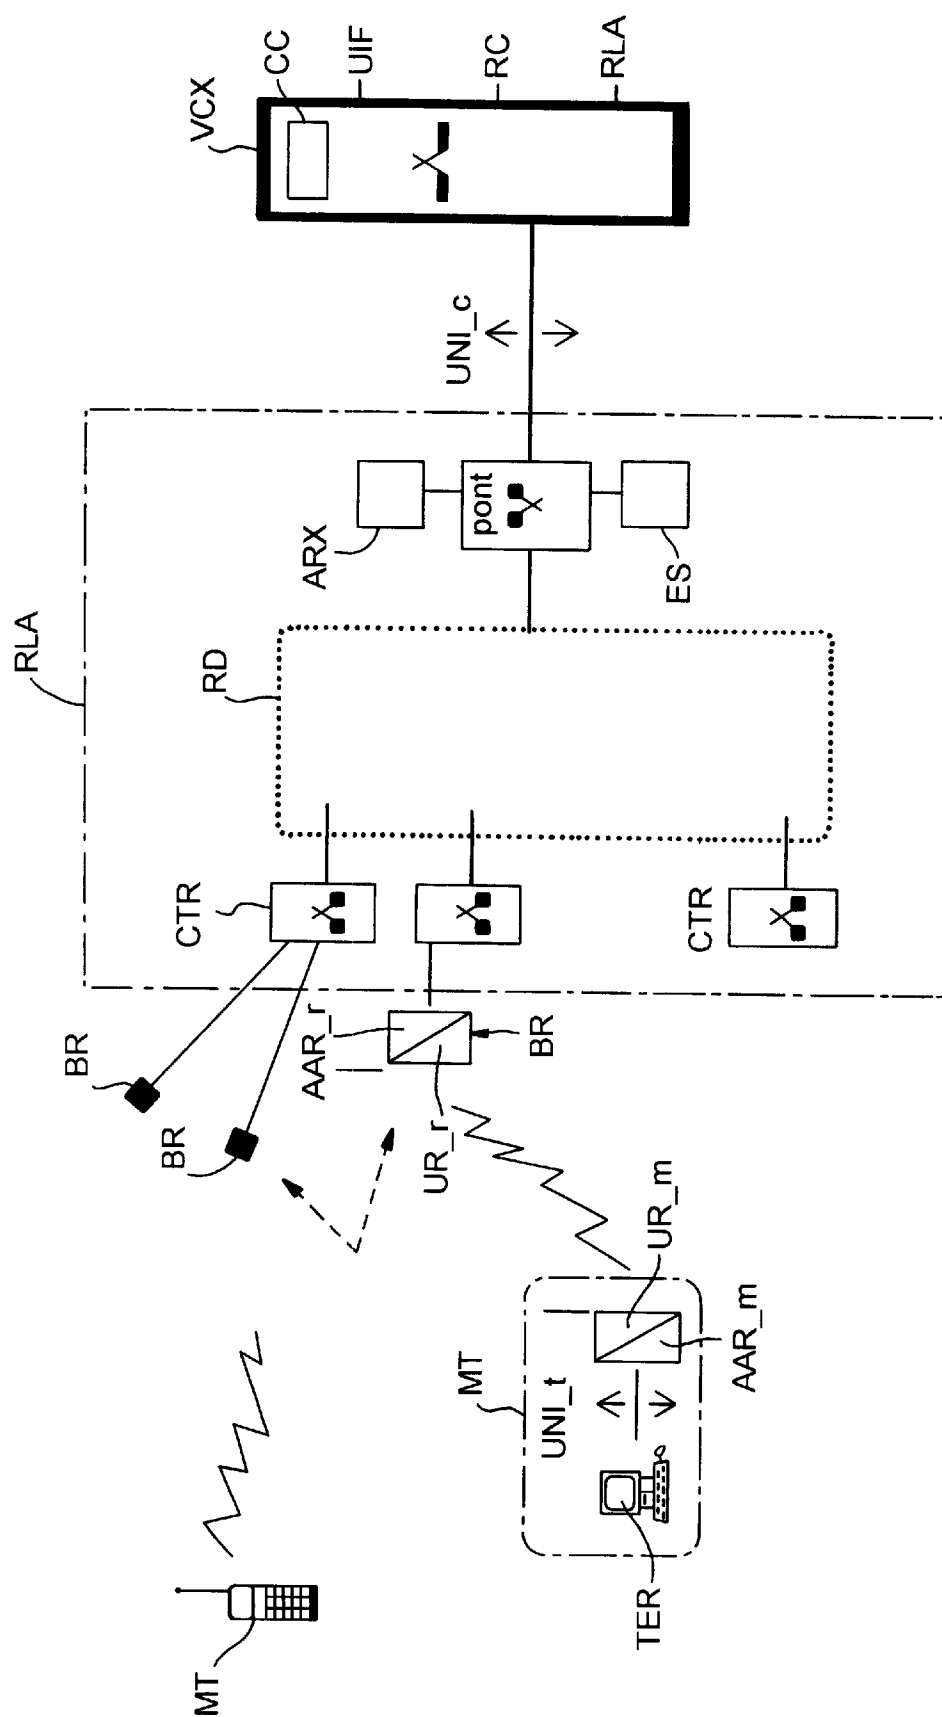 VCX
CC
UIF
RC
RLA
UNI_c
RLA
ARX
pont
ES
RD
CTR
CTR
BR
BR
AAR_r
BR
UR_r
UR_m
AAR_m
MT
UNI_t
TER
MT